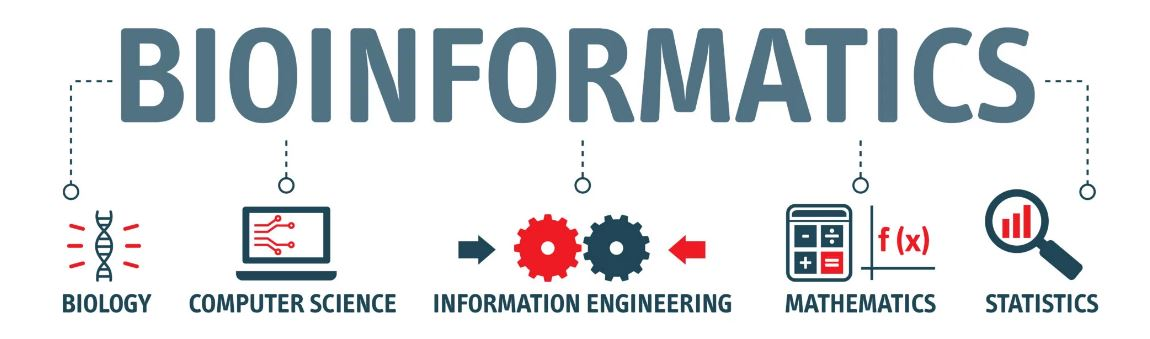 BIOINFORMATICS
BIOLOGY
COMPUTER SCIENCE
INFORMATION ENGINEERING
- ÷
+ =
f (x)
MATHEMATICS
STATISTICS